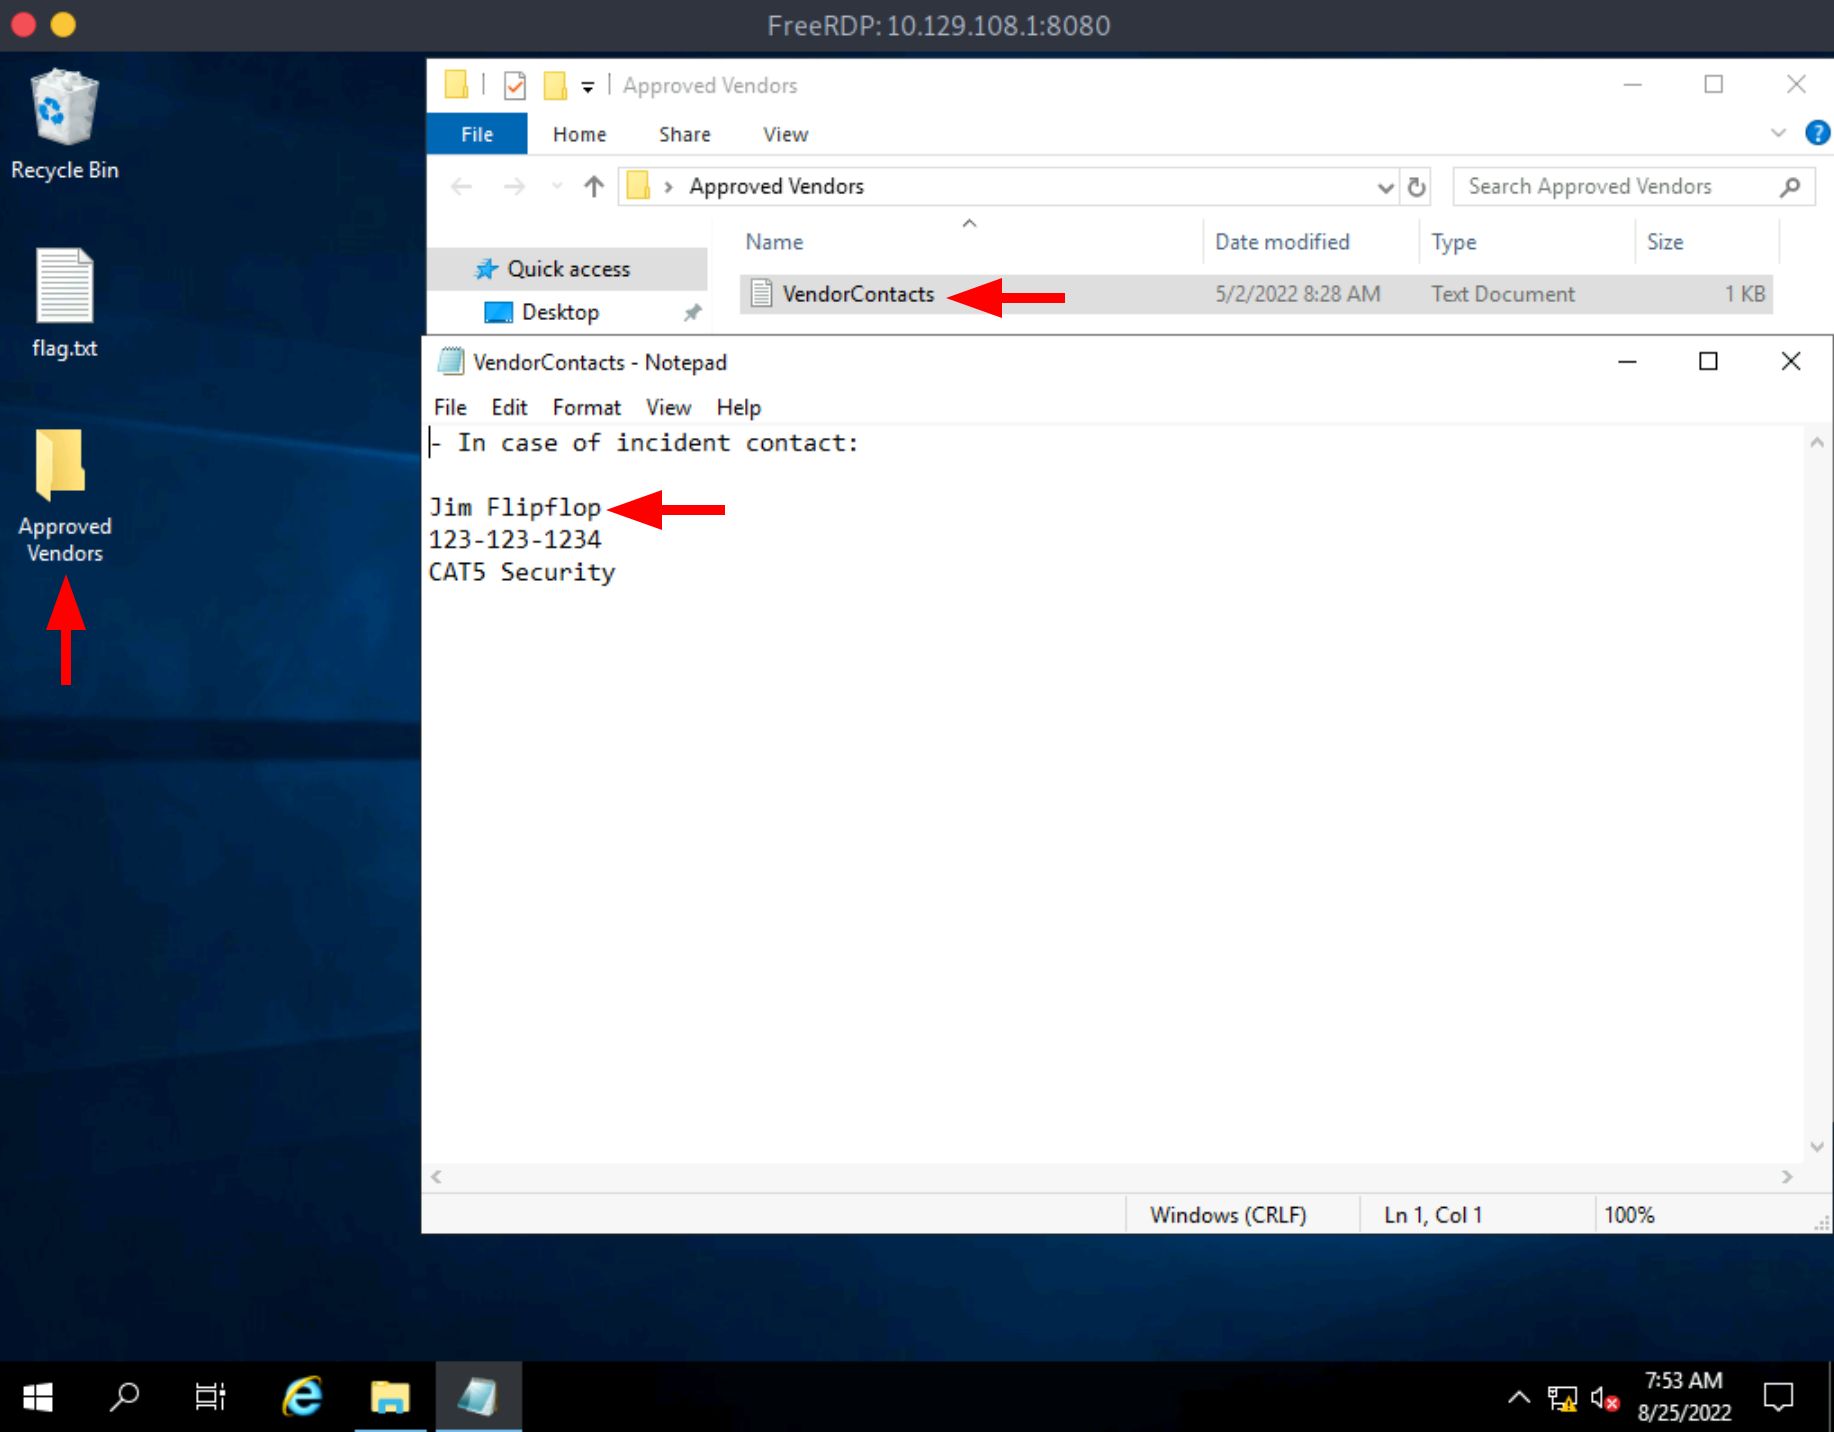 FreeRDP: 10.129.108.1:8080
Recycle Bin
flag.txt
Approved
Vendors
Approved Vendors
File Home Share View
Approved Vendors
Search Approved Vendors
Name Date modified Type Size
Quick access
Desktop
VendorContacts 5/2/2022 8:28 AM Text Document 1 KB
VendorContacts - Notepad
File Edit Format View Help
- In case of incident contact:
Jim Flipflop
123-123-1234
CAT5 Security
Windows (CRLF) Ln 1, Col 1 100%
7:53 AM
8/25/2022